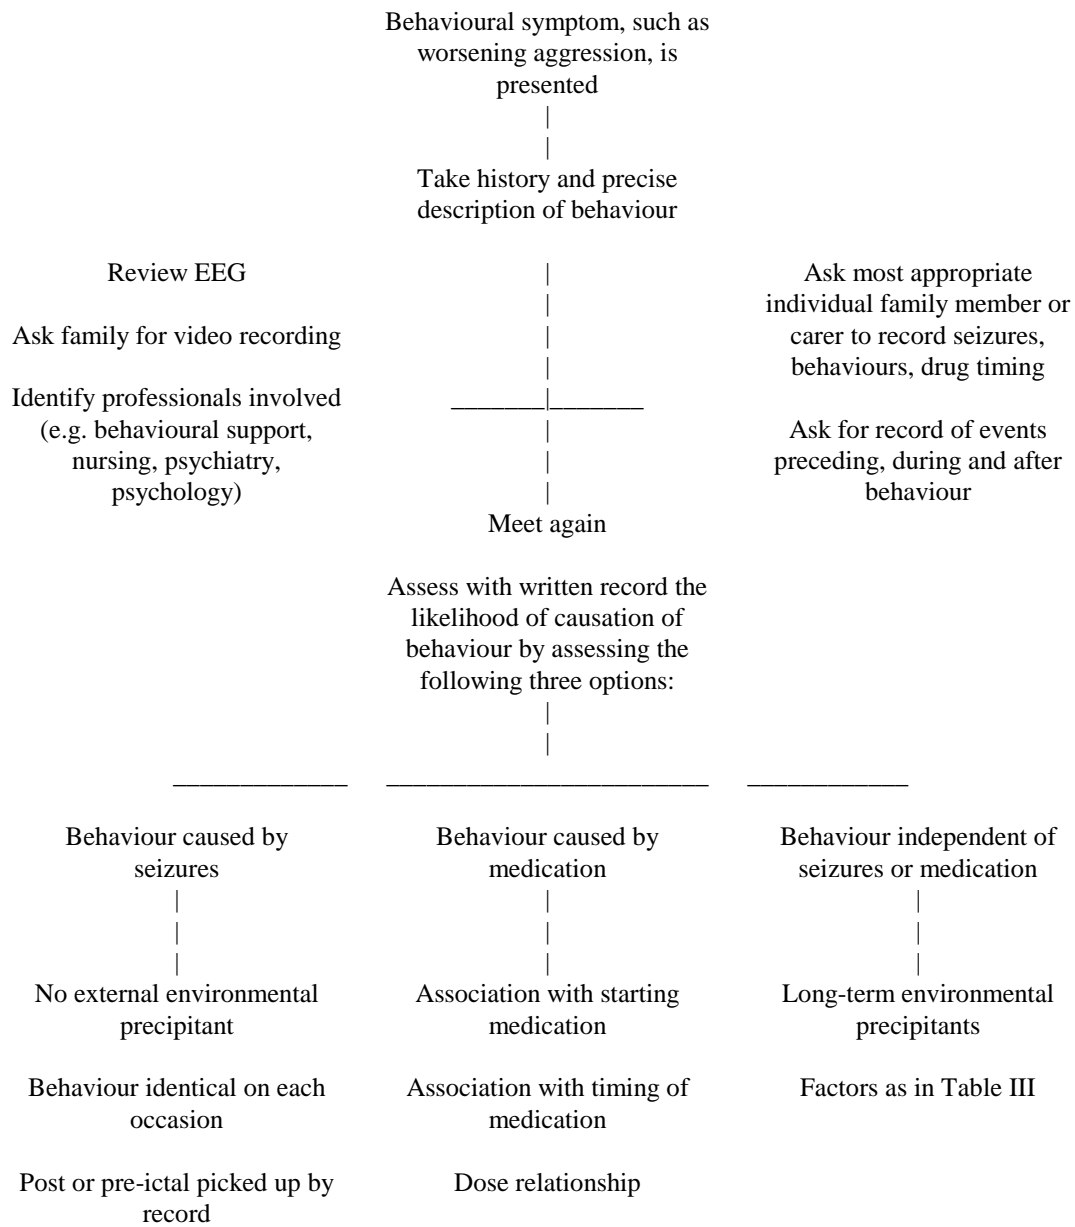 Behavioural symptom, such as
worsening aggression, is
presented
Take history and precise
description of behaviour
Review EEG
Ask family for video recording
Identify professionals involved
(e.g. behavioural support,
nursing, psychiatry,
psychology)
Ask most appropriate
individual family member or
carer to record seizures,
behaviours, drug timing
Ask for record of events
preceding, during and after
behaviour
Meet again
Assess with written record the
likelihood of causation of
behaviour by assessing the
following three options:
Behaviour caused by
seizures
No external environmental
precipitant
Behaviour identical on each
occasion
Post or pre-ictal picked up by
record
Behaviour caused by
medication
Association with starting
medication
Association with timing of
medication
Dose relationship
Behaviour independent of
seizures or medication
Long-term environmental
precipitants
Factors as in Table III